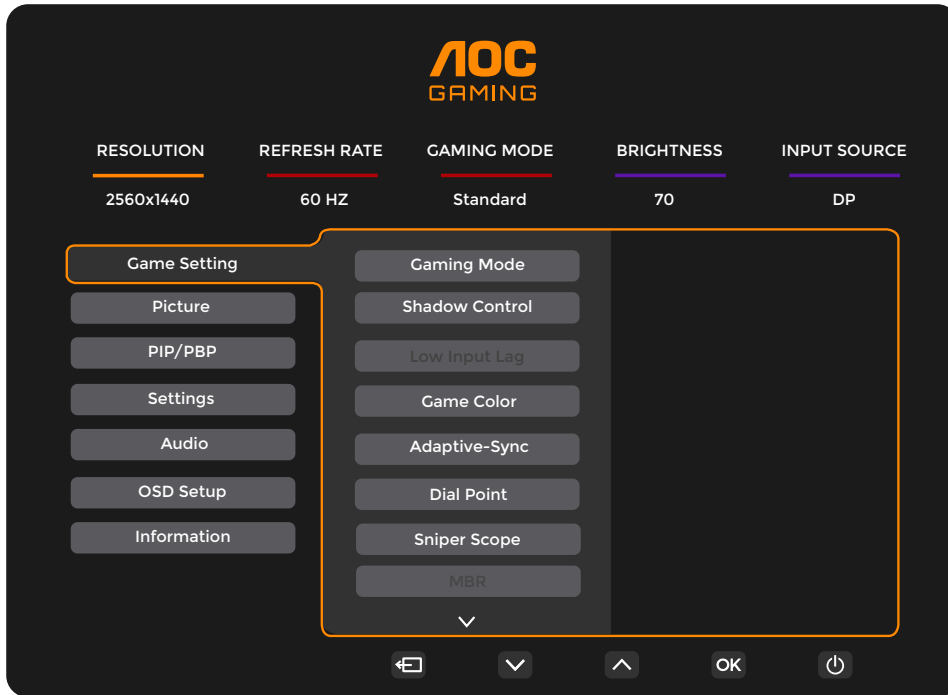 AOC
GAMING
RESOLUTION REFRESH RATE GAMING MODE BRIGHTNESS INPUT SOURCE
2560x1440 60 HZ Standard 70 DP
Game Setting
Picture
PIP/PBP
Settings
Audio
OSD Setup
Information
Gaming Mode
Shadow Control
Low Input Lag
Game Color
Adaptive-Sync
Dial Point
Sniper Scope
MBR
OK